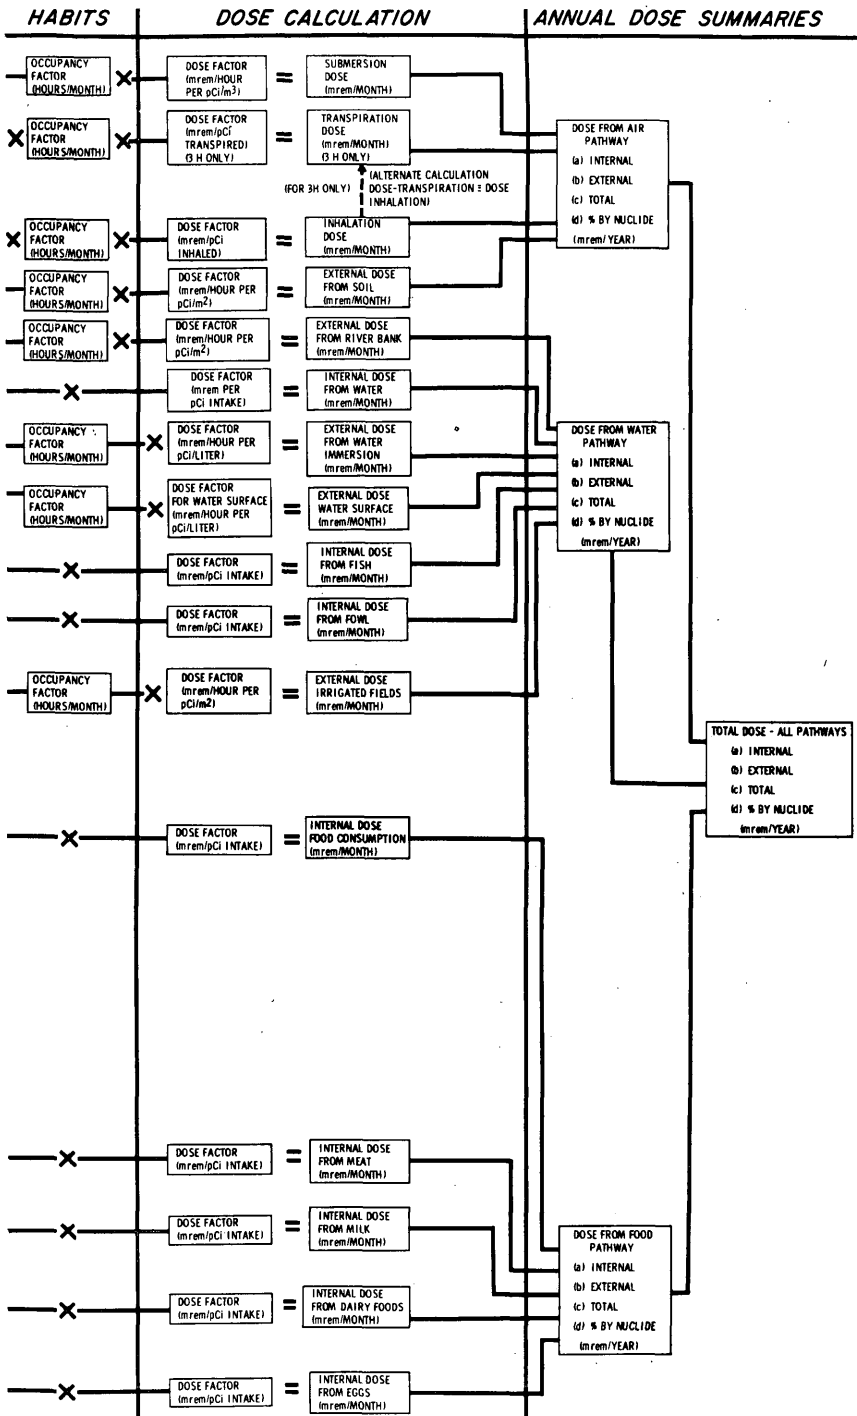 HABITS
DOSE CALCULATION
ANNUAL DOSE SUMMARIES
OCCUPANCY
FACTOR
(HOURS/MONTH)
×
DOSE FACTOR
(mrem/HOUR
PER pCi/m3)
=
SUBMERSION
DOSE
(mrem/MONTH)
×
OCCUPANCY
FACTOR
(HOURS/MONTH)
×
DOSE FACTOR
(mrem/pCi
TRANSPIRED)
(3 H ONLY)
=
TRANSPIRATION
DOSE
(mrem/MONTH)
(3 H ONLY)
(FOR 3H ONLY)
(ALTERNATE CALCULATION
DOSE-TRANSPIRATION ≡ DOSE
INHALATION)
×
OCCUPANCY
FACTOR
(HOURS/MONTH)
×
DOSE FACTOR
(mrem/pCi
INHALED)
=
INHALATION
DOSE
(mrem/MONTH)
OCCUPANCY
FACTOR
(HOURS/MONTH)
×
DOSE FACTOR
(mrem/HOUR PER
pCi/m2)
=
EXTERNAL DOSE
FROM SOIL
(mrem/MONTH)
DOSE FROM AIR
PATHWAY
(a) INTERNAL
(b) EXTERNAL
(c) TOTAL
(d) % BY NUCLIDE
(mrem/YEAR)
OCCUPANCY
FACTOR
(HOURS/MONTH)
×
DOSE FACTOR
(mrem/HOUR PER
pCi/m2)
=
EXTERNAL DOSE
FROM RIVER BANK
(mrem/MONTH)
×
DOSE FACTOR
(mrem PER
pCi INTAKE)
=
INTERNAL DOSE
FROM WATER
(mrem/MONTH)
OCCUPANCY
FACTOR
(HOURS/MONTH)
×
DOSE FACTOR
(mrem/HOUR PER
pCi/LITER)
=
EXTERNAL DOSE
FROM WATER
IMMERSION
(mrem/MONTH)
OCCUPANCY
FACTOR
(HOURS/MONTH)
×
DOSE FACTOR
FOR WATER SURFACE
(mrem/HOUR PER
pCi/LITER)
=
EXTERNAL DOSE
WATER SURFACE
(mrem/MONTH)
×
DOSE FACTOR
(mrem/pCi INTAKE)
=
INTERNAL DOSE
FROM FISH
(mrem/MONTH)
×
DOSE FACTOR
(mrem/pCi INTAKE)
=
INTERNAL DOSE
FROM FOWL
(mrem/MONTH)
OCCUPANCY
FACTOR
(HOURS/MONTH)
×
DOSE FACTOR
(mrem/HOUR PER
pCi/m2)
=
EXTERNAL DOSE
IRRIGATED FIELDS
(mrem/MONTH)
DOSE FROM WATER
PATHWAY
(a) INTERNAL
(b) EXTERNAL
(c) TOTAL
(d) % BY NUCLIDE
(mrem/YEAR)
TOTAL DOSE - ALL PATHWAYS
(a) INTERNAL
(b) EXTERNAL
(c) TOTAL
(d) % BY NUCLIDE
(mrem/YEAR)
×
DOSE FACTOR
(mrem/pCi INTAKE)
=
INTERNAL DOSE
FOOD CONSUMPTION
(mrem/MONTH)
×
DOSE FACTOR
(mrem/pCi INTAKE)
=
INTERNAL DOSE
FROM MEAT
(mrem/MONTH)
×
DOSE FACTOR
(mrem/pCi INTAKE)
=
INTERNAL DOSE
FROM MILK
(mrem/MONTH)
×
DOSE FACTOR
(mrem/pCi INTAKE)
=
INTERNAL DOSE
FROM DAIRY FOODS
(mrem/MONTH)
×
DOSE FACTOR
(mrem/pCi INTAKE)
=
INTERNAL DOSE
FROM EGGS
(mrem/MONTH)
DOSE FROM FOOD
PATHWAY
(a) INTERNAL
(b) EXTERNAL
(c) TOTAL
(d) % BY NUCLIDE
(mrem/YEAR)